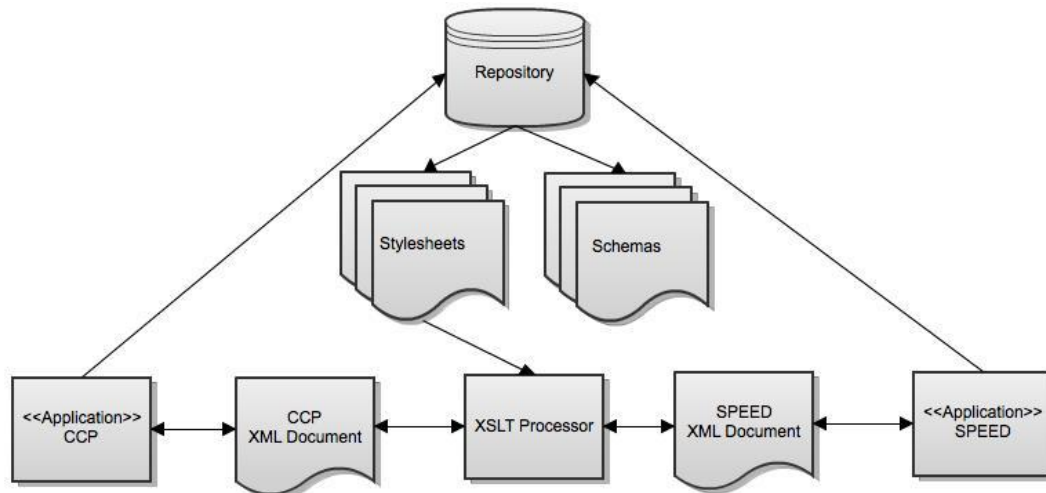 Repository
Stylesheets
Schemas
<<Application>>
CCP
CCP
XML Document
XSLT Processor
SPEED
XML Document
<<Application>>
SPEED